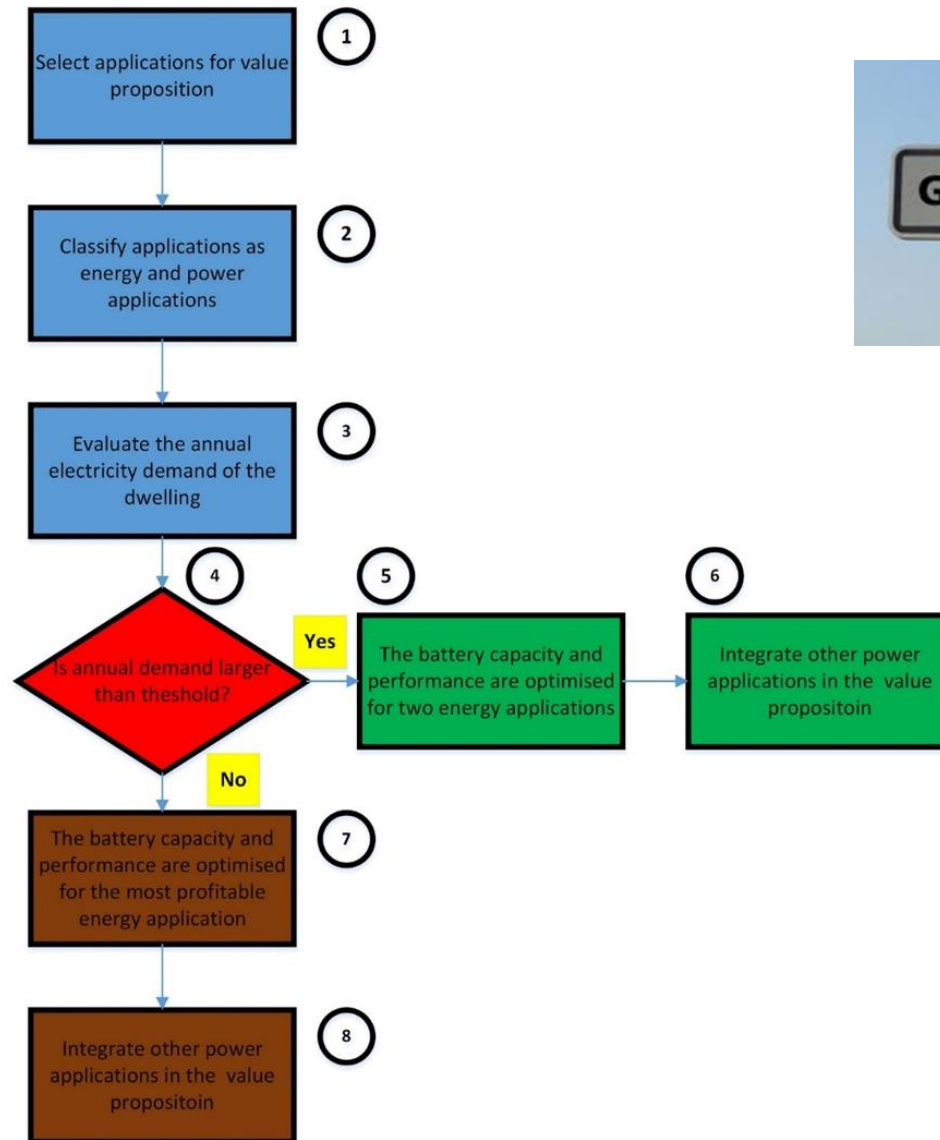 1
Select applications for value
proposition
2
Classify applications as
energy and power
applications
3
Evaluate the annual
electricity demand of the
dwelling
4
Is annual demand larger
than theshold?
Yes
5
The battery capacity and
performance are optimised
for two energy applications
6
Integrate other power
applications in the value
propositoin
No
7
The battery capacity and
performance are optimised
for the most profitable
energy application
8
Integrate other power
applications in the value
propositoin
G